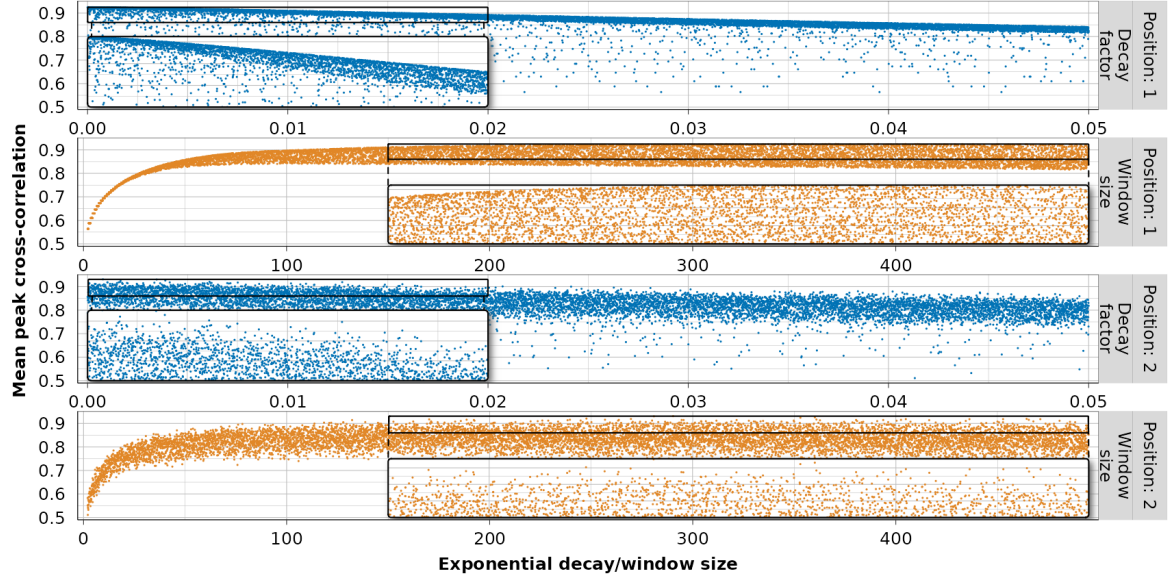 Mean peak cross-correlation
0.9
0.8
0.7
0.6
0.5
0.00 0.01 0.02 0.03 0.04 0.05
Position: 1
Decay
factor
0.9
0.8
0.7
0.6
0.5
0 100 200 300 400
Position: 1
Window
size
0.9
0.8
0.7
0.6
0.5
0.00 0.01 0.02 0.03 0.04 0.05
Position: 2
Decay
factor
0.9
0.8
0.7
0.6
0.5
0 100 200 300 400
Position: 2
Window
size
Exponential decay/window size